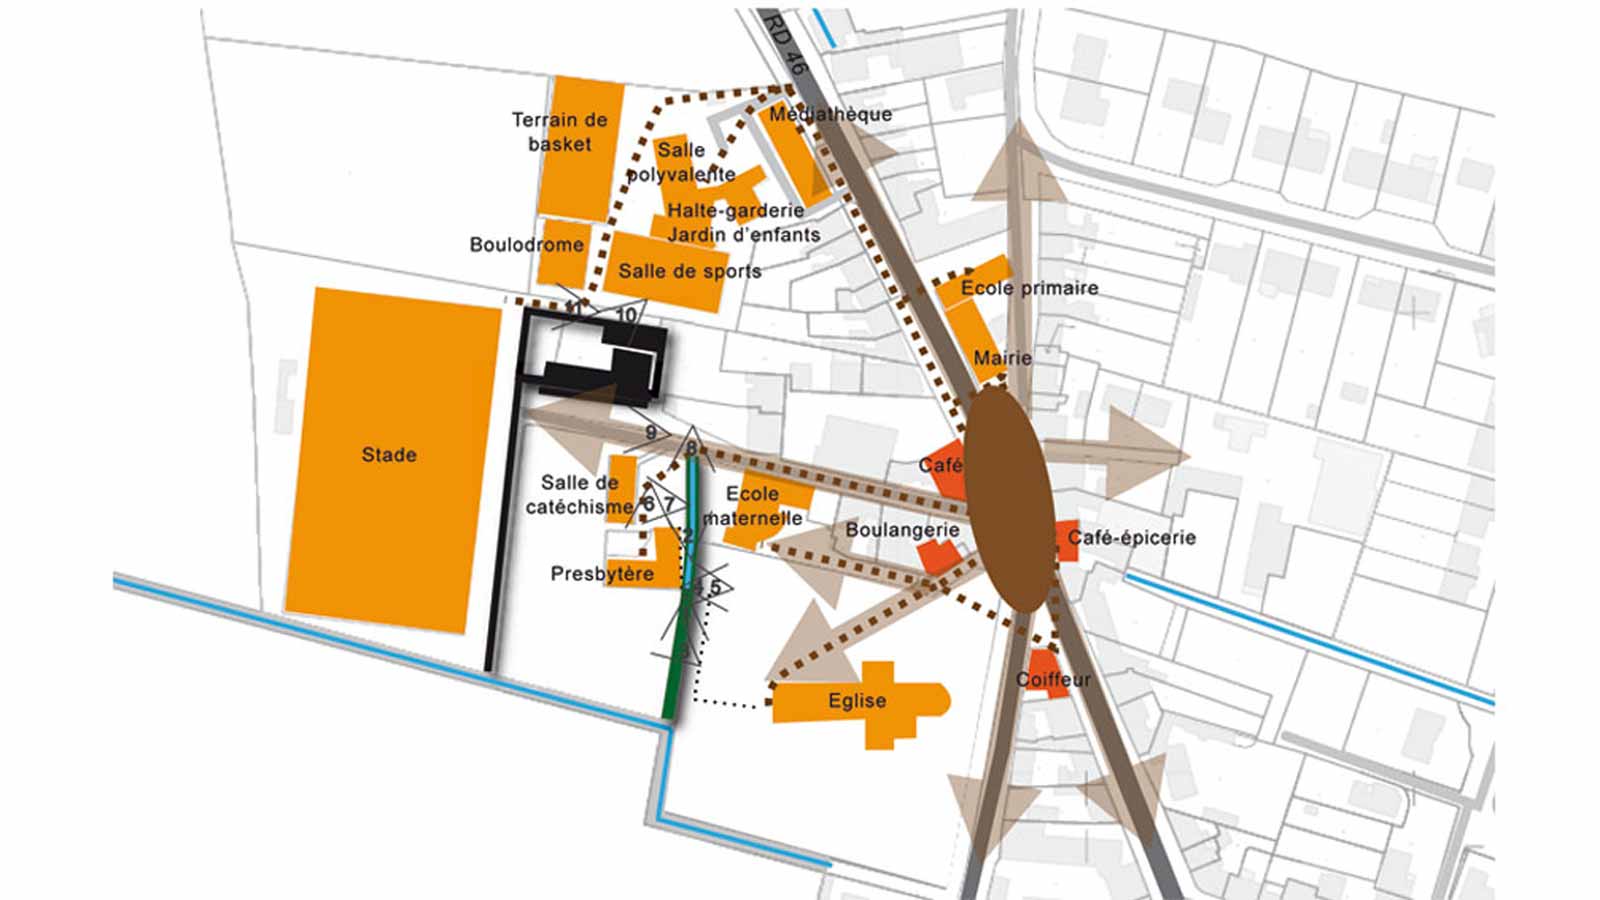 RD 46
Médiathèque
Terrain de
basket
Salle
polyvalente
Halte-garderie
Jardin d'enfants
Boulodrome
Salle de sports
11
10
Ecole primaire
Mairie
Stade
9
8
Café
Salle de
catéchisme
6
7
Ecole
maternelle
2
Boulangerie
Café-épicerie
Presbytère
5
Coiffeur
Eglise